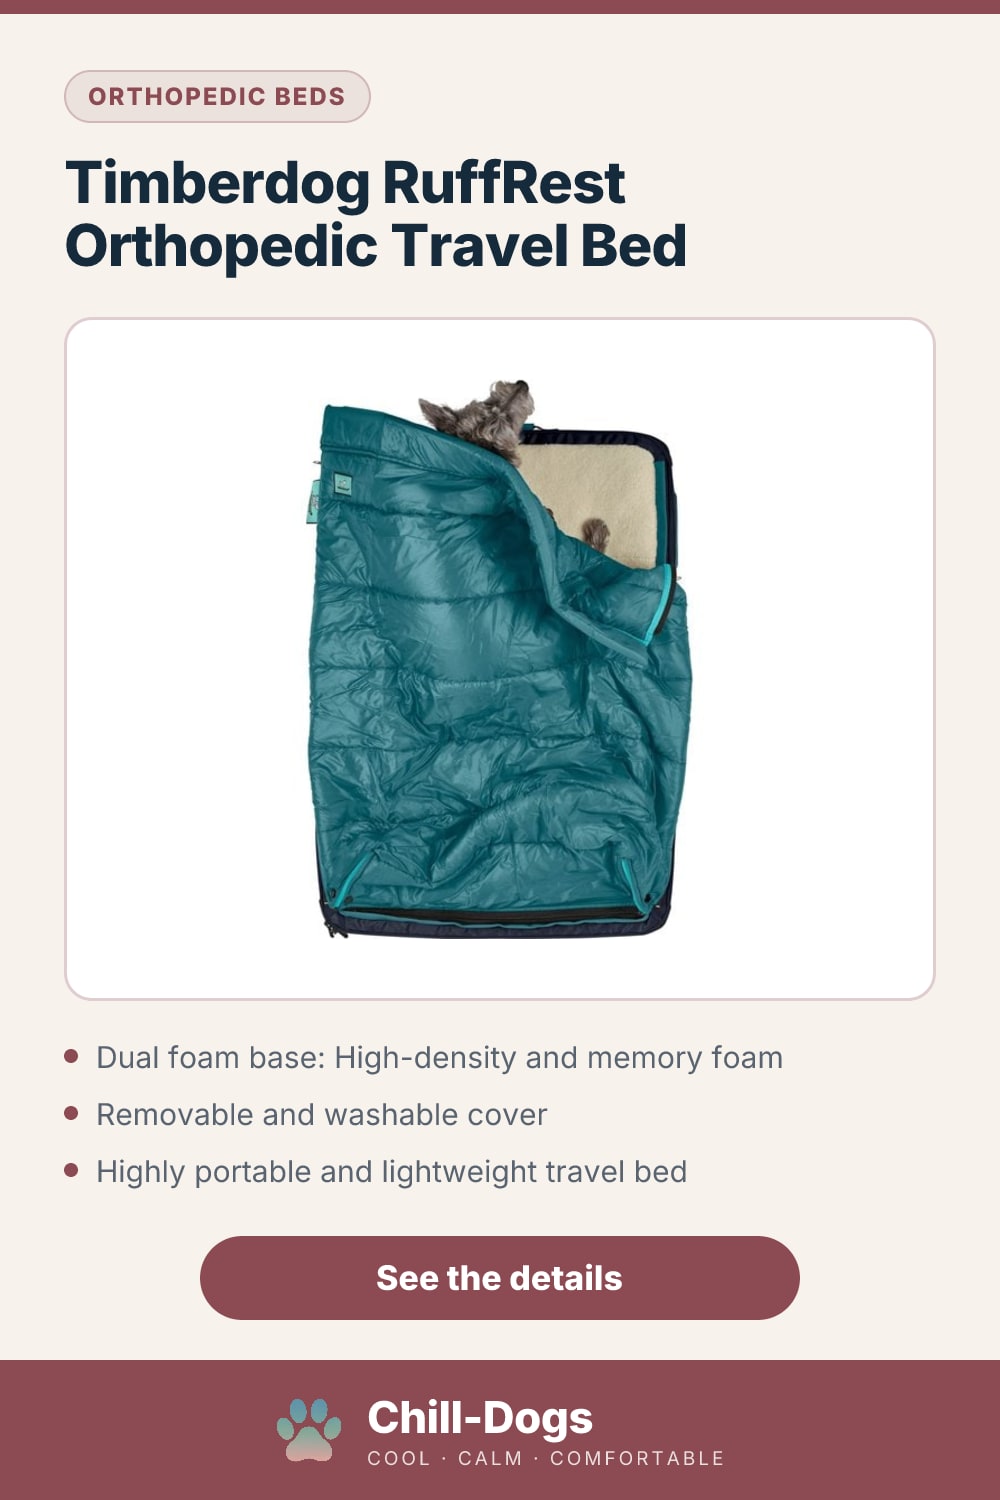 ORTHOPEDIC BEDS
Timberdog RuffRest
Orthopedic Travel Bed
Dual foam base: High-density and memory foam
Removable and washable cover
Highly portable and lightweight travel bed
See the details
Chill-Dogs
COOL · CALM · COMFORTABLE